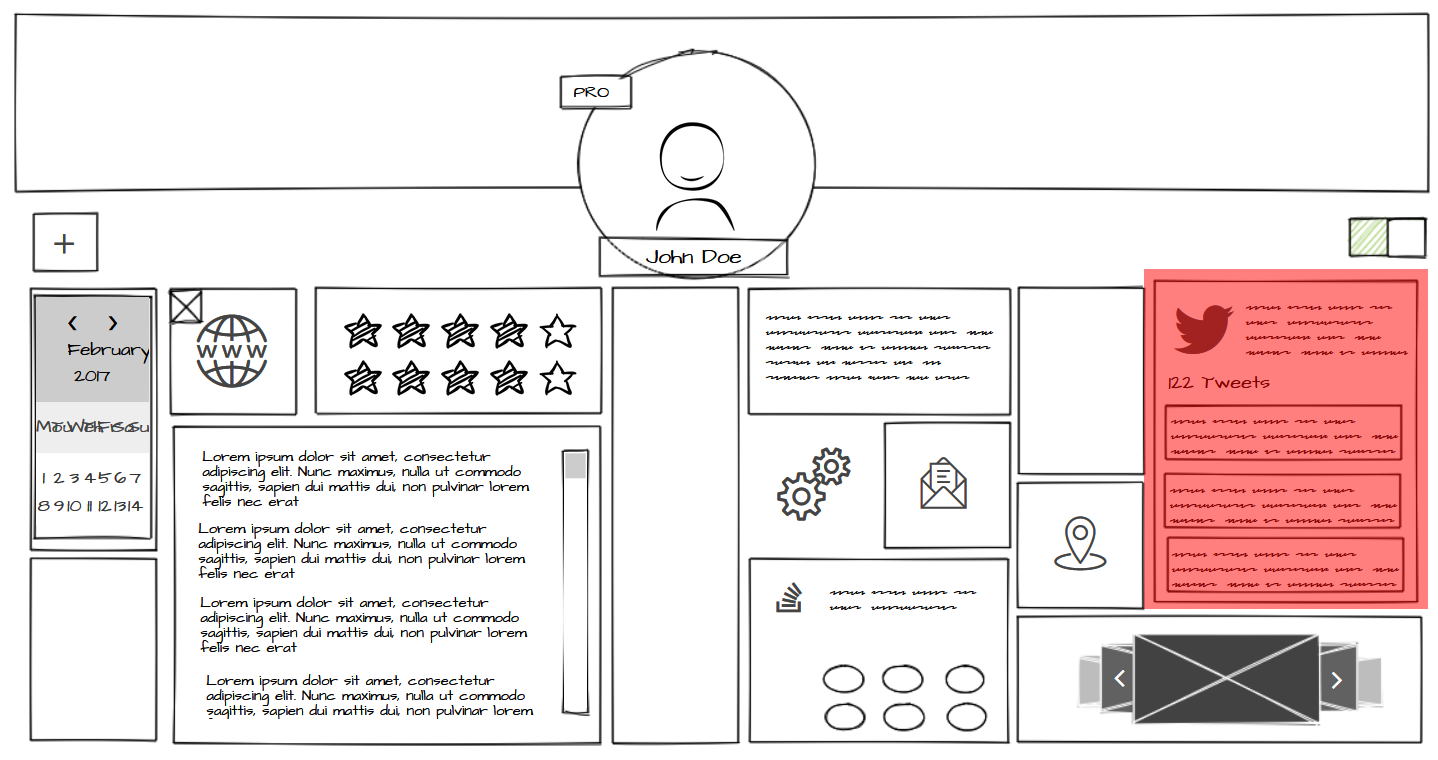 PRO
John Doe
+
February
2017
1 2 3 4 5 6 7
8 9 10 11 12 13 14
WWW
Lorem ipsum dolor sit amet, consectetur
adipiscing elit. Nunc maximus, nulla ut commodo
sagittis, sapien dui mattis dui, non pulvinar lorem
felis nec erat
Lorem ipsum dolor sit amet, consectetur
adipiscing elit. Nunc maximus, nulla ut commodo
sagittis, sapien dui mattis dui, non pulvinar lorem
felis nec erat
Lorem ipsum dolor sit amet, consectetur
adipiscing elit. Nunc maximus, nulla ut commodo
sagittis, sapien dui mattis dui, non pulvinar lorem
felis nec erat
Lorem ipsum dolor sit amet, consectetur
adipiscing elit. Nunc maximus, nulla ut commodo
sagittis, sapien dui mattis dui, non pulvinar lorem
122 Tweets